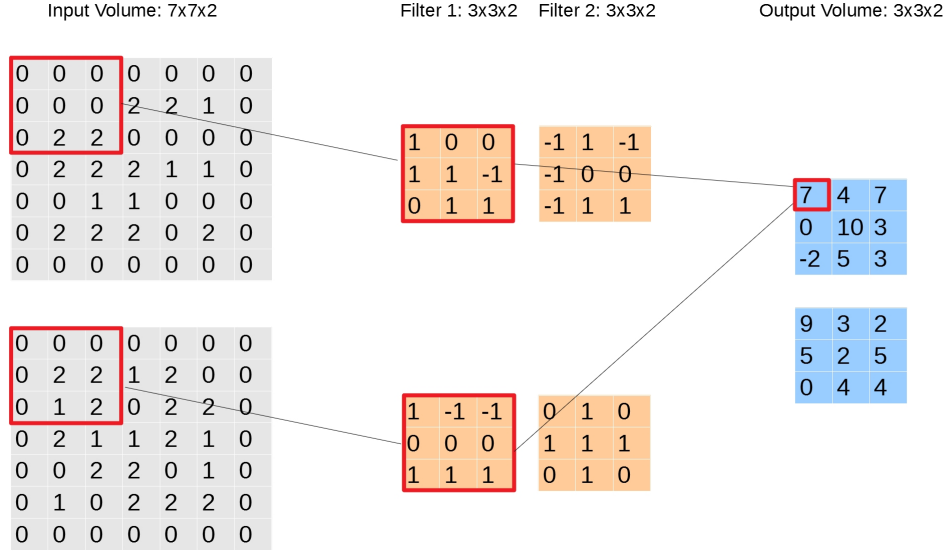 Input Volume: 7x7x2
Filter 1: 3x3x2
Filter 2: 3x3x2
Output Volume: 3x3x2
0 0 0 0 0 0 0
0 0 0 2 2 1 0
0 2 2 0 0 0 0
0 2 2 2 1 1 0
0 0 1 1 0 0 0
0 2 2 2 0 2 0
0 0 0 0 0 0 0
1 0 0
1 1 -1
0 1 1
-1 1 -1
-1 0 0
-1 1 1
7 4 7
0 10 3
-2 5 3
0 0 0 0 0 0 0
0 2 2 1 2 0 0
0 1 2 0 2 2 0
0 2 1 1 2 1 0
0 0 2 2 0 1 0
0 1 0 2 2 2 0
0 0 0 0 0 0 0
1 -1 -1
0 0 0
1 1 1
0 1 0
1 1 1
0 1 0
9 3 2
5 2 5
0 4 4